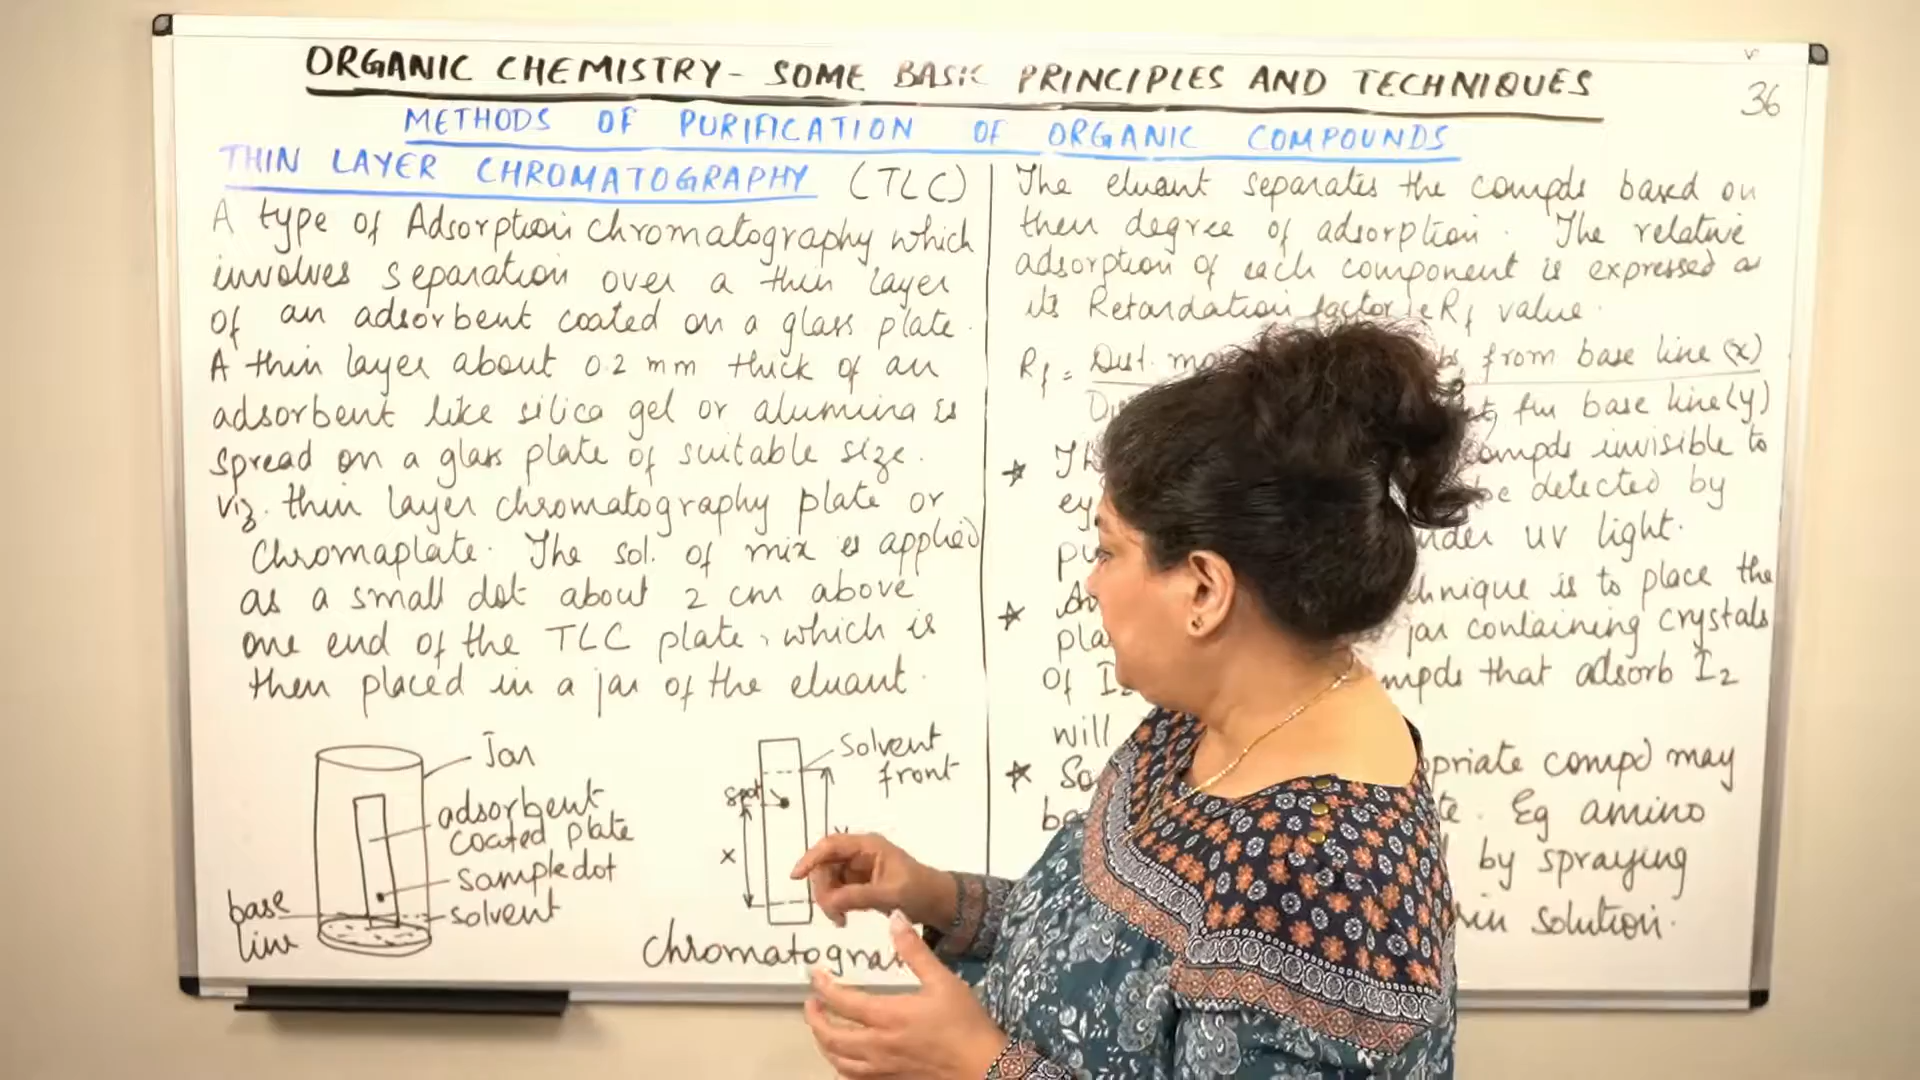 ORGANIC CHEMISTRY - SOME BASIC PRINCIPLES AND TECHNIQUES
36
METHODS OF PURIFICATION OF ORGANIC COMPOUNDS
THIN LAYER CHROMATOGRAPHY (TLC)
A type of Adsorption chromatography which
involves separation over a thin layer
of an adsorbent coated on a glass plate.
A thin layer about 0.2 mm thick of an
adsorbent like silica gel or alumina is
spread on a glass plate of suitable size.
viz. thin layer chromatography plate or
Chromaplate. The sol. of mix is applied
as a small dot about 2 cm above
one end of the TLC plate, which is
then placed in a jar of the eluant.
Jar
adsorbent
coated plate
sample dot
solvent
base
line
Solvent
front
spot
x
Chromatogra
The eluant separates the compds based on
their degree of adsorption. The relative
adsorption of each component is expressed as
its Retardation factor ie Rf value.
Rf = Dist. from base line (x)
base line (y)
compds invisible to
be detected by
under UV light.
is to place the
jar containing crystals
of that adsorb I2
will
compd may
Eg amino
by spraying
solution.